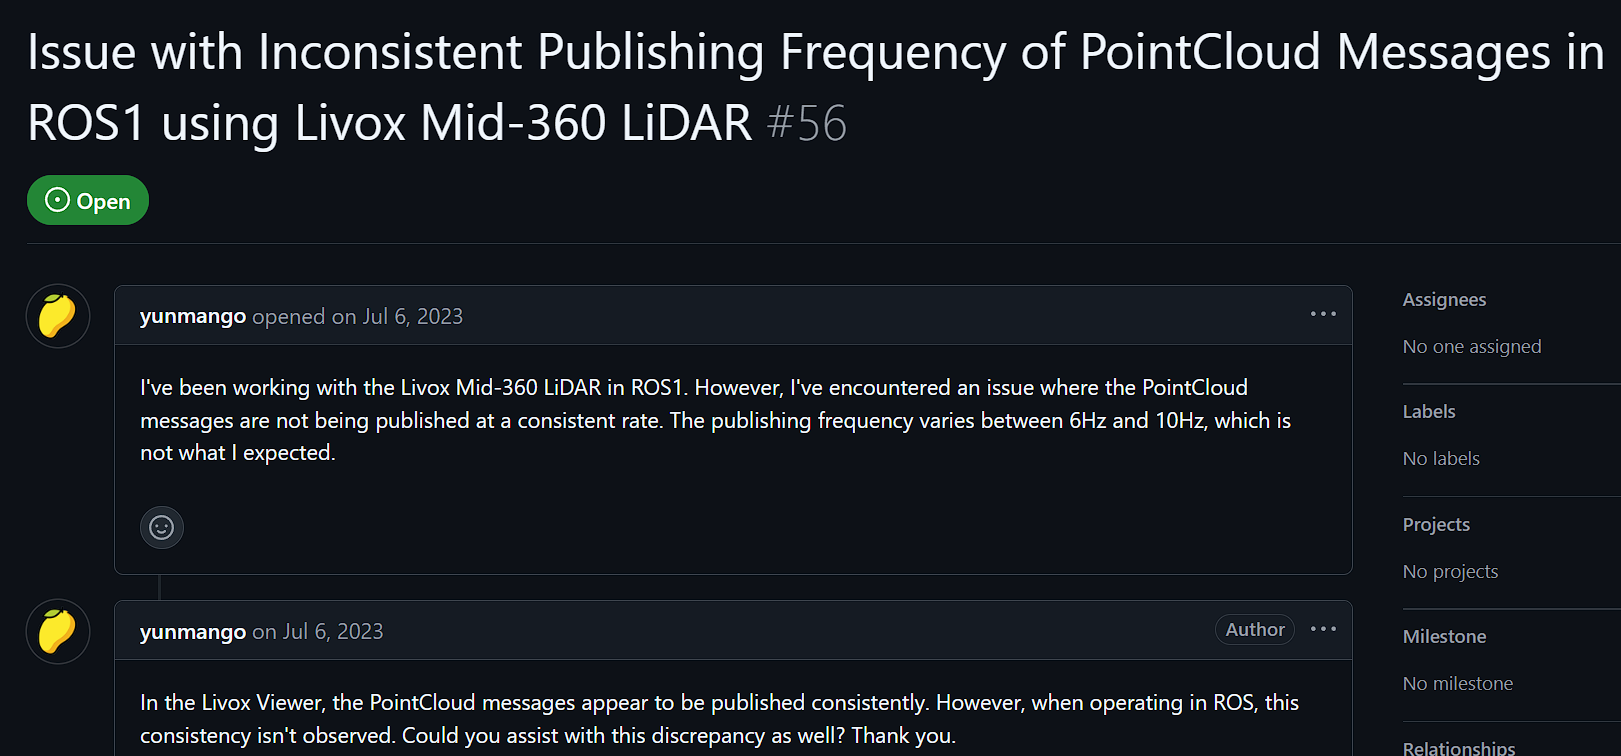 Issue with Inconsistent Publishing Frequency of PointCloud Messages in
ROS1 using Livox Mid-360 LiDAR #56
Open
yunmango opened on Jul 6, 2023
I've been working with the Livox Mid-360 LiDAR in ROS1. However, I've encountered an issue where the PointCloud
messages are not being published at a consistent rate. The publishing frequency varies between 6Hz and 10Hz, which is
not what I expected.
yunmango on Jul 6, 2023
Author
In the Livox Viewer, the PointCloud messages appear to be published consistently. However, when operating in ROS, this
consistency isn't observed. Could you assist with this discrepancy as well? Thank you.
Assignees
No one assigned
Labels
No labels
Projects
No projects
Milestone
No milestone
Relationships